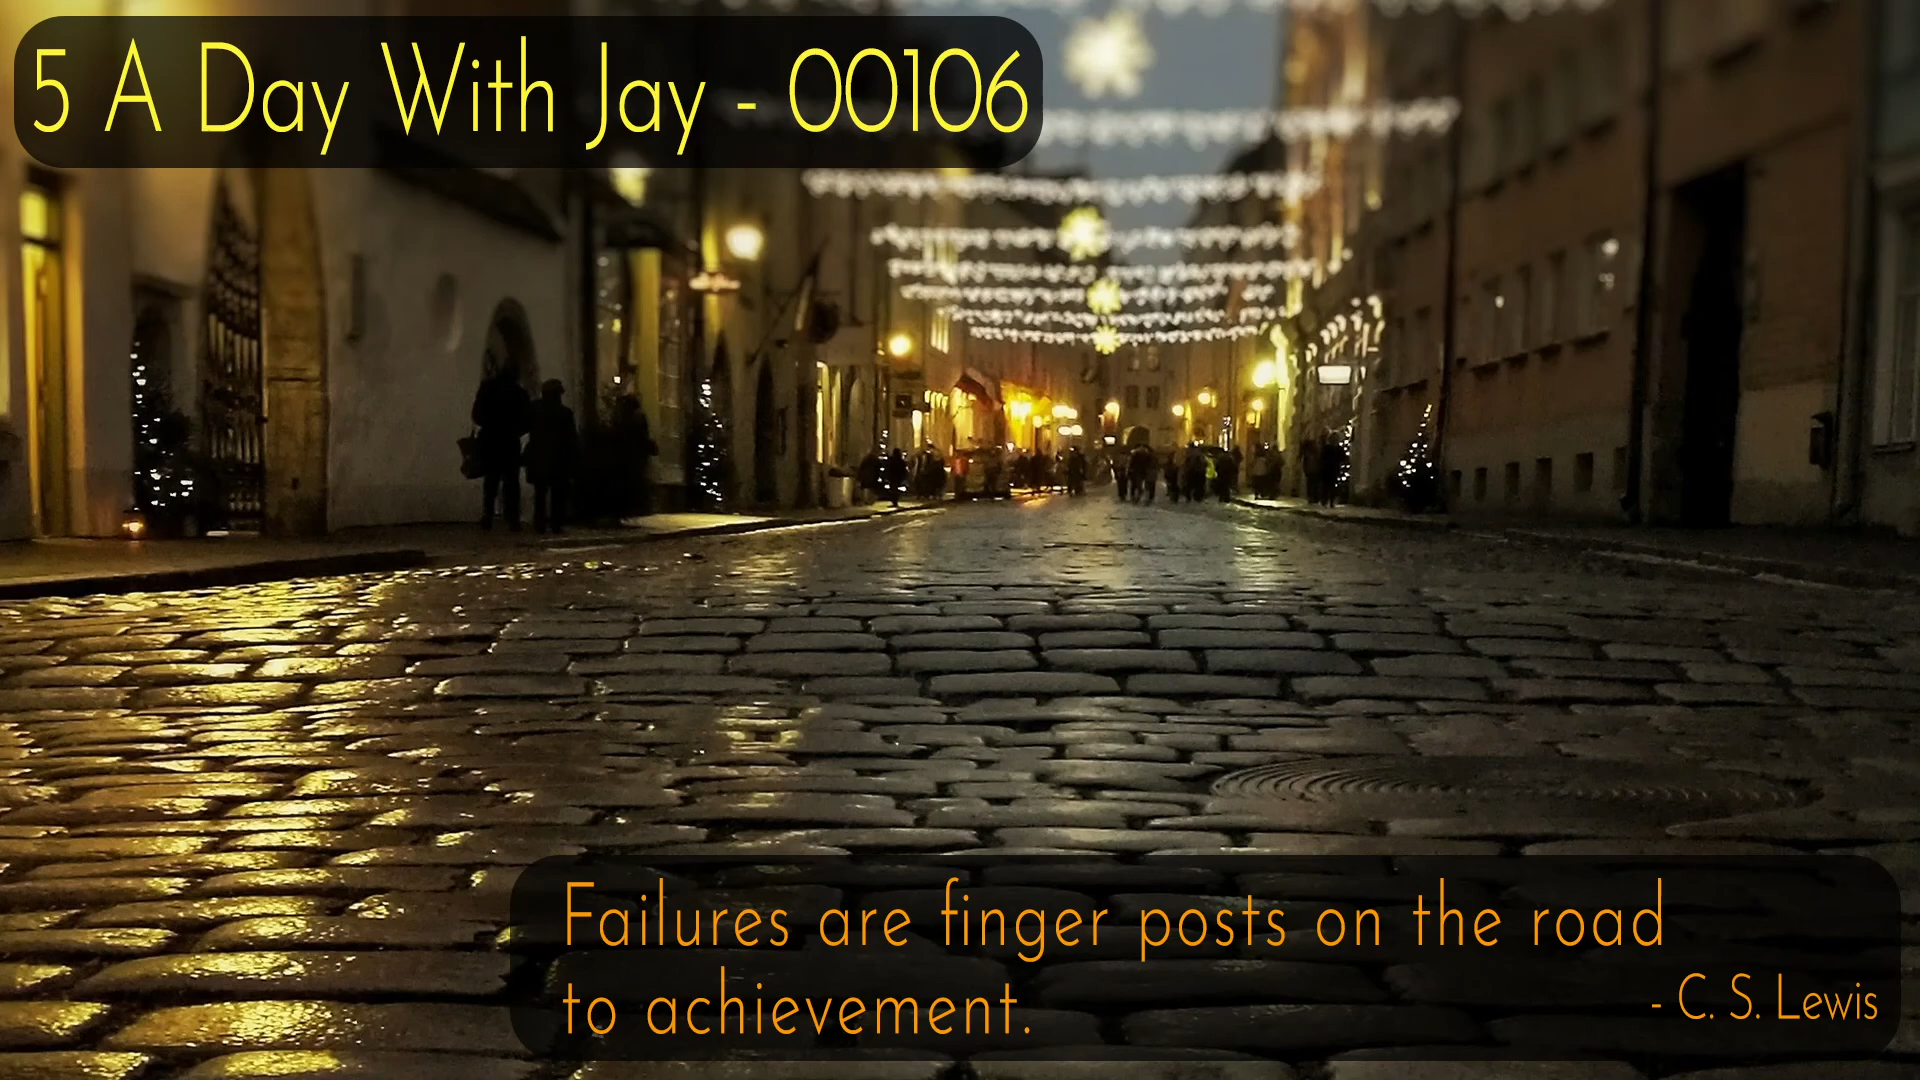 5 A Day With Jay - 00106
Failures are finger posts on the road
to achievement.
- C. S. Lewis